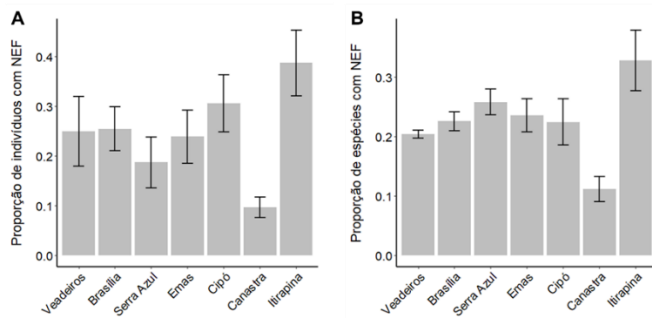 A
Proporção de indivíduos com NEF
0.4
0.3
0.2
0.1
0.0
Veadeiros
Brasília
Serra Azul
Emas
Cipó
Canastra
Itirapina
B
Proporção de espécies com NEF
0.3
0.2
0.1
0.0
Veadeiros
Brasília
Serra Azul
Emas
Cipó
Canastra
Itirapina